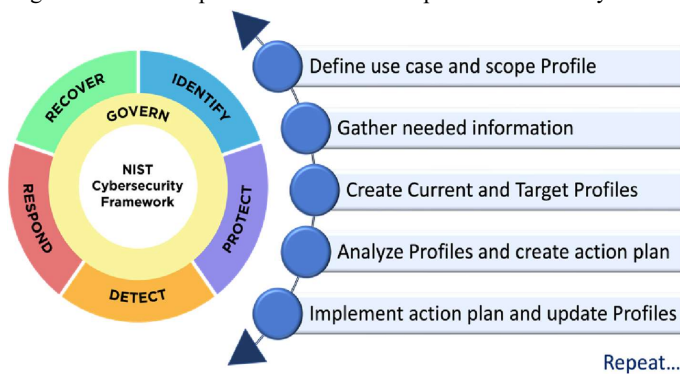 RECOVER
IDENTIFY
GOVERN
NIST
Cybersecurity
Framework
RESPOND
PROTECT
DETECT
Define use case and scope Profile
Gather needed information
Create Current and Target Profiles
Analyze Profiles and create action plan
Implement action plan and update Profiles
Repeat...